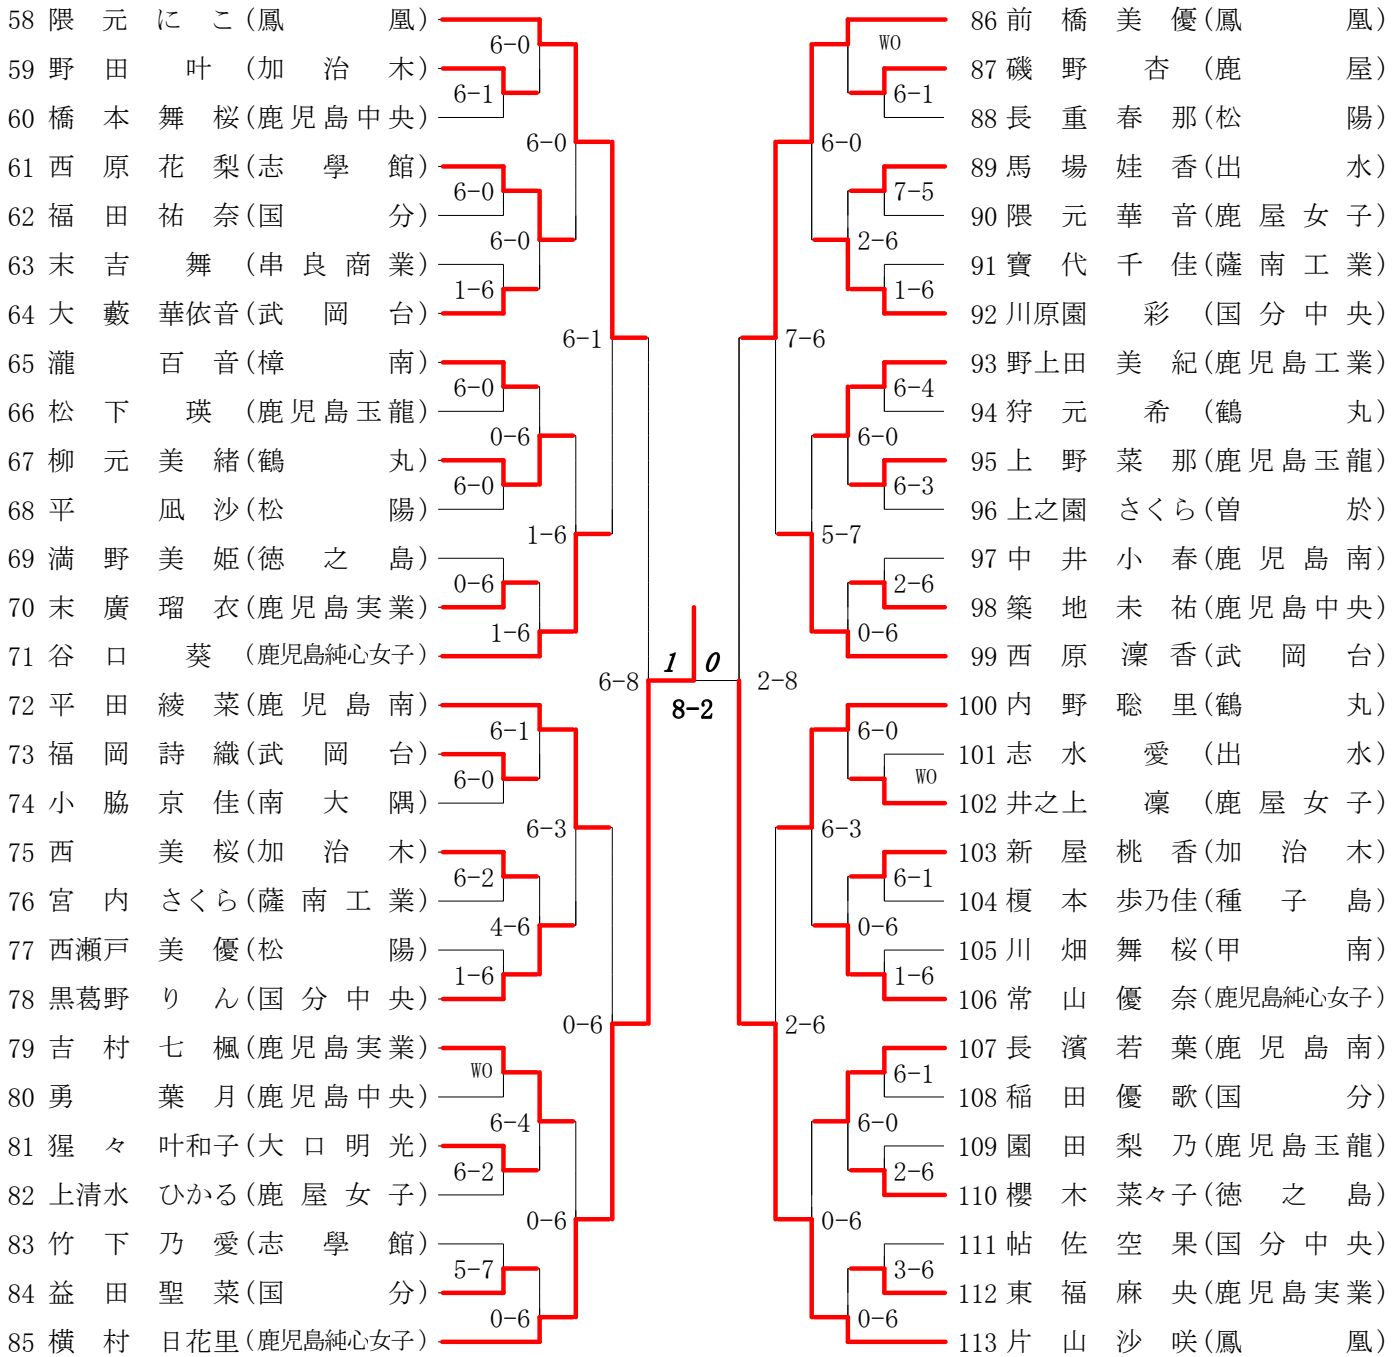 58 隈元にこ(鳳凰)
6-0
59 野田叶(加治木)
6-1
60 橋本舞桜(鹿児島中央)
6-0
61 西原花梨(志學館)
6-0
62 福田祐奈(国分)
6-0
63 末吉舞(串良商業)
1-6
64 大藪華依音(武岡台)
6-1
65 瀧百音(樟南)
6-0
66 松下瑛(鹿児島玉龍)
0-6
67 柳元美緒(鶴丸)
6-0
68 平凪沙(松陽)
1-6
69 満野美姫(徳之島)
0-6
70 末廣瑠衣(鹿児島実業)
1-6
71 谷口葵(鹿児島純心女子)
6-8
72 平田綾菜(鹿児島南)
6-1
73 福岡詩織(武岡台)
6-0
74 小脇京佳(南大隅)
6-3
75 西美桜(加治木)
6-2
76 宮内さくら(薩南工業)
4-6
77 西瀬戸美優(松陽)
1-6
78 黒葛野りん(国分中央)
0-6
79 吉村七楓(鹿児島実業)
WO
80 勇葉月(鹿児島中央)
6-4
81 猩々叶和子(大口明光)
6-2
82 上清水ひかる(鹿屋女子)
0-6
83 竹下乃愛(志學館)
5-7
84 益田聖菜(国分)
0-6
85 横村日花里(鹿児島純心女子)
1 0
8-2
86 前橋美優(鳳凰)
WO
87 磯野杏(鹿屋)
6-1
88 長重春那(松陽)
6-0
89 馬場娃香(出水)
7-5
90 隈元華音(鹿屋女子)
2-6
91 寶代千佳(薩南工業)
1-6
92 川原園彩(国分中央)
7-6
93 野上田美紀(鹿児島工業)
6-4
94 狩元希(鶴丸)
6-0
95 上野菜那(鹿児島玉龍)
6-3
96 上之園さくら(曽於)
5-7
97 中井小春(鹿児島南)
2-6
98 築地未祐(鹿児島中央)
0-6
99 西原凜香(武岡台)
2-8
100 内野聡里(鶴丸)
6-0
101 志水愛(出水)
WO
102 井之上凜(鹿屋女子)
6-3
103 新屋桃香(加治木)
6-1
104 榎本歩乃佳(種子島)
0-6
105 川畑舞桜(甲南)
1-6
106 常山優奈(鹿児島純心女子)
2-6
107 長濱若葉(鹿児島南)
6-1
108 稲田優歌(国分)
6-0
109 園田梨乃(鹿児島玉龍)
2-6
110 櫻木菜々子(徳之島)
0-6
111 帖佐空果(国分中央)
3-6
112 東福麻央(鹿児島実業)
0-6
113 片山沙咲(鳳凰)